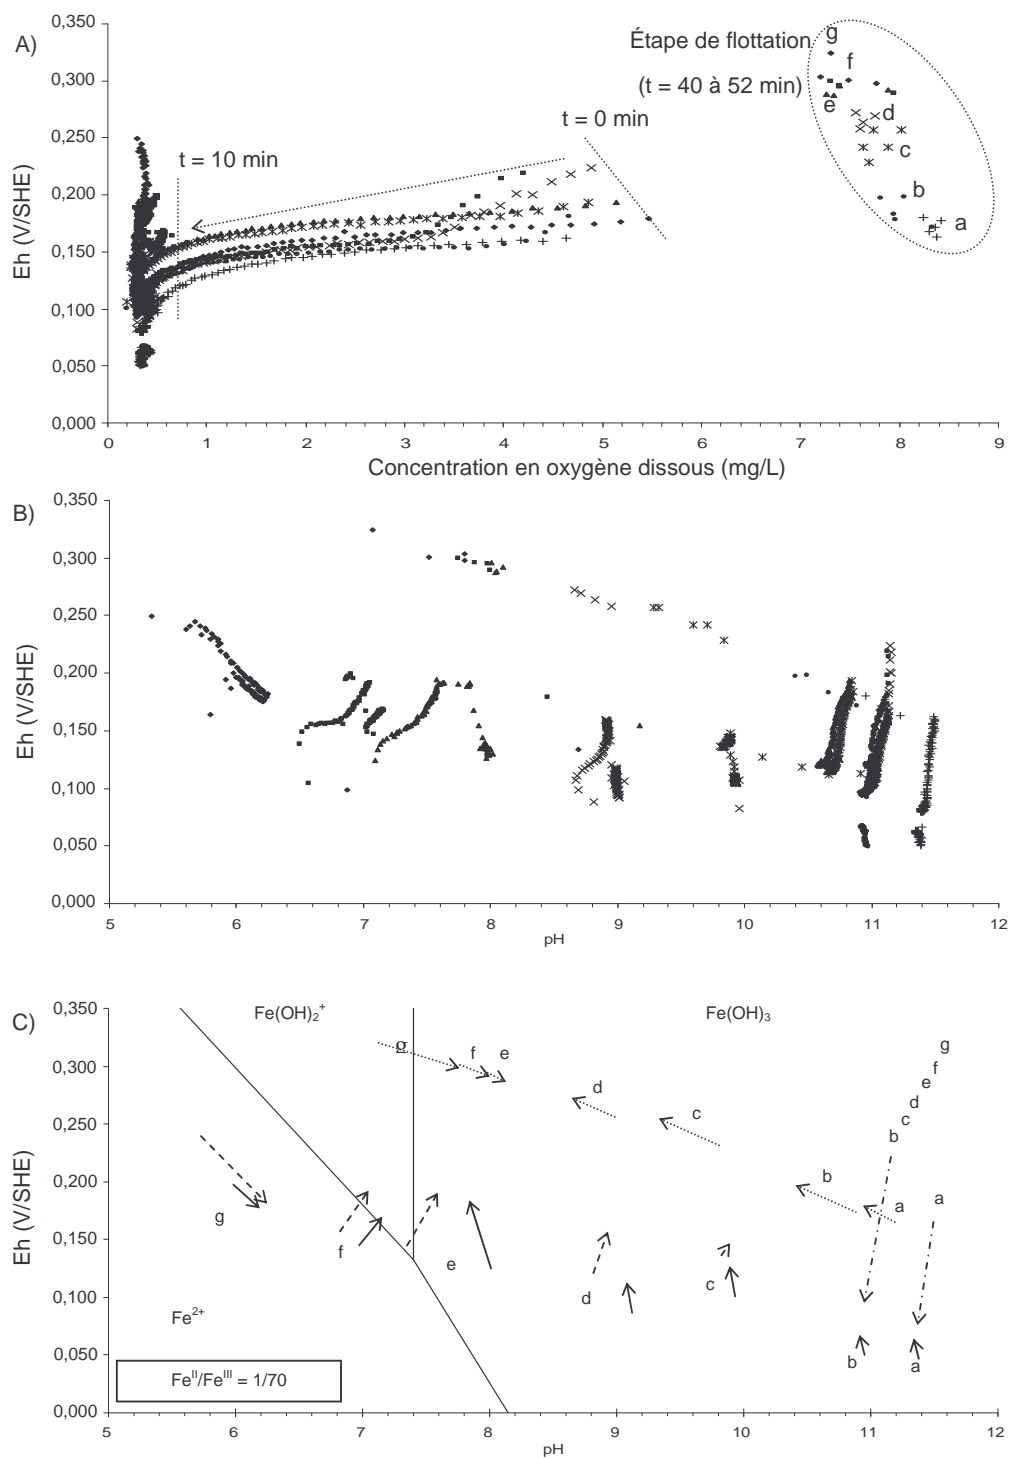 A)
0,350
0,300
0,250
0,200
0,150
0,100
0,050
0,000
Eh (V/SHE)
Étape de flottation
(t = 40 à 52 min)
t = 0 min
t = 10 min
g
f
e
d
c
b
a
0 1 2 3 4 5 6 7 8 9
Concentration en oxygène dissous (mg/L)
B)
0,350
0,300
0,250
0,200
0,150
0,100
0,050
0,000
Eh (V/SHE)
5 6 7 8 9 10 11 12
pH
C)
0,350
0,300
0,250
0,200
0,150
0,100
0,050
0,000
Eh (V/SHE)
Fe(OH)₂⁺
Fe(OH)₃
g f e g
f
e
d d
c c
b
b a a
g
f e
d c
Fe²⁺
b a
Feᴵᴵ/Feᴵᴵᴵ = 1/70
5 6 7 8 9 10 11 12
pH